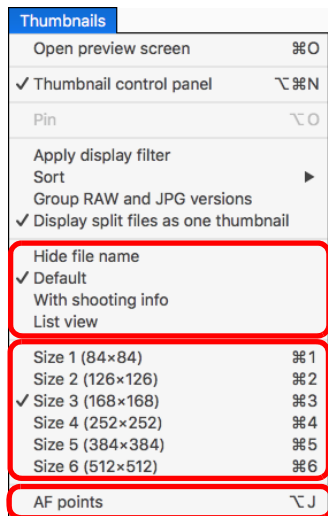 Thumbnails
Open preview screen ⌘O
✓ Thumbnail control panel ⌥⌘N
Pin ⌥O
Apply display filter
Sort ▶
Group RAW and JPG versions
✓ Display split files as one thumbnail
Hide file name
✓ Default
With shooting info
List view
Size 1 (84×84) ⌘1
Size 2 (126×126) ⌘2
✓ Size 3 (168×168) ⌘3
Size 4 (252×252) ⌘4
Size 5 (384×384) ⌘5
Size 6 (512×512) ⌘6
AF points ⌥J